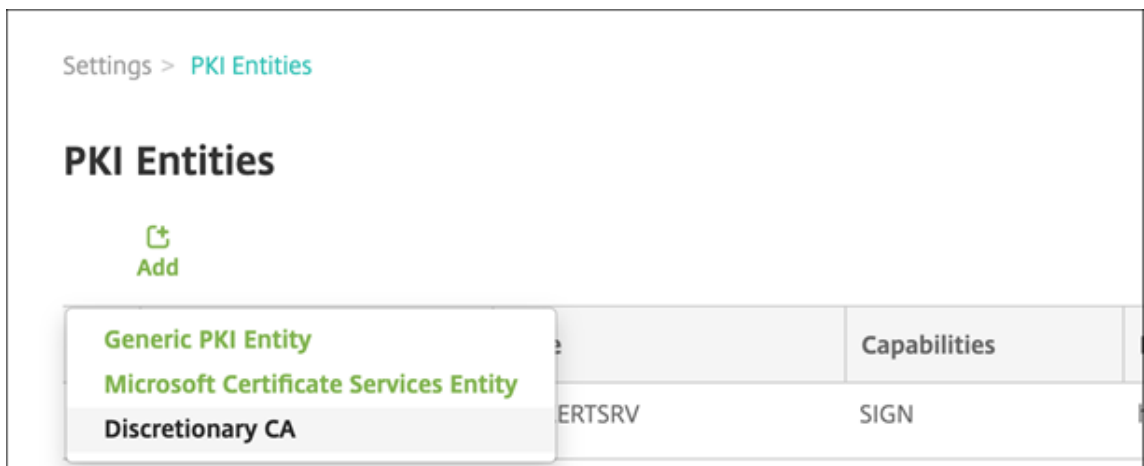 Settings > PKI Entities
PKI Entities
Add
Generic PKI Entity
Microsoft Certificate Services Entity
Discretionary CA
Capabilities
ERTSRV
SIGN